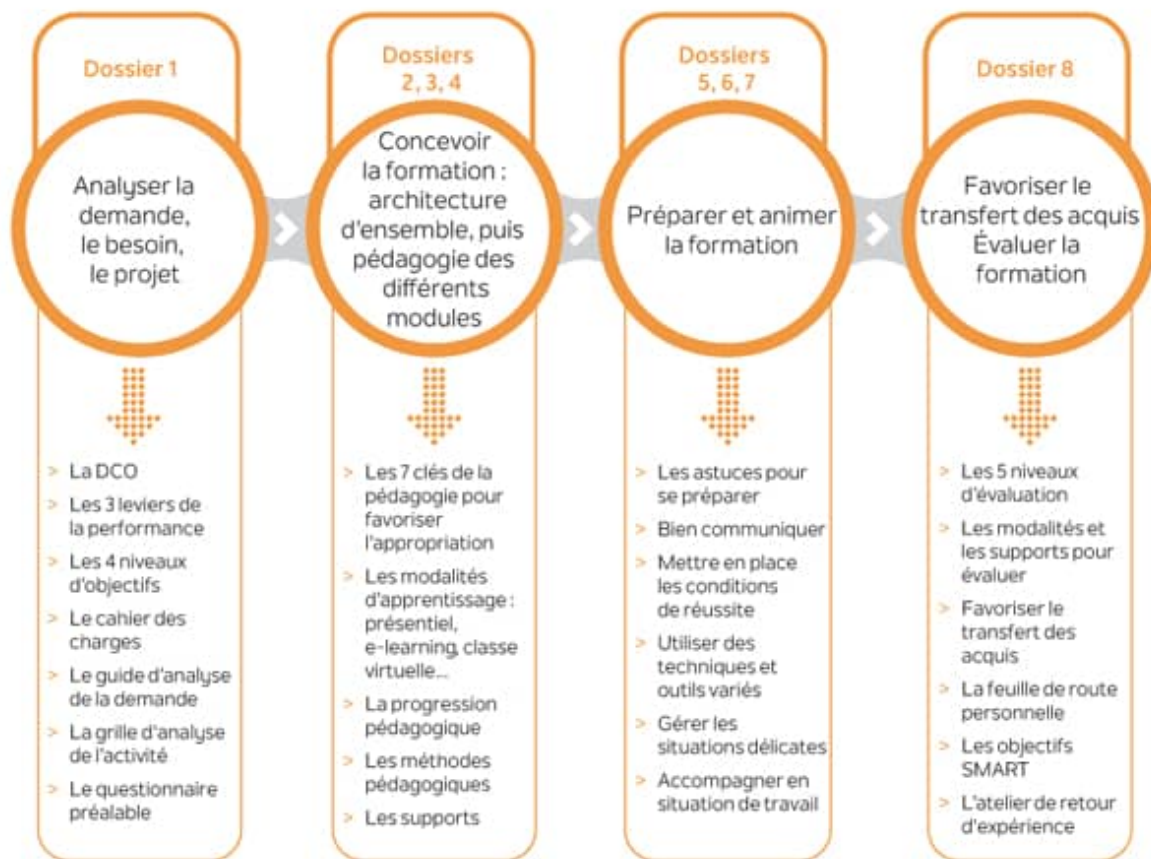 Dossier 1
Analyser la
demande,
le besoin,
le projet
> La DCO
> Les 3 leviers de
la performance
> Les 4 niveaux
d'objectifs
> Le cahier des
charges
> Le guide d'analyse
de la demande
> La grille d'analyse
de l'activité
> Le questionnaire
préalable
Dossiers
2, 3, 4
Concevoir
la formation :
architecture
d'ensemble, puis
pédagogie des
différents
modules
> Les 7 clés de la
pédagogie pour
favoriser
l'appropriation
> Les modalités
d'apprentissage :
présentiel,
e-learning, classe
virtuelle...
> La progression
pédagogique
> Les méthodes
pédagogiques
> Les supports
Dossiers
5, 6, 7
Préparer et animer
la formation
> Les astuces pour
se préparer
> Bien communiquer
> Mettre en place
les conditions
de réussite
> Utiliser des
techniques et
outils variés
> Gérer les
situations délicates
> Accompagner en
situation de travail
Dossier 8
Favoriser le
transfert des acquis
Évaluer la
formation
> Les 5 niveaux
d'évaluation
> Les modalités et
les supports pour
évaluer
> Favoriser le
transfert des
acquis
> La feuille de route
personnelle
> Les objectifs
SMART
> L'atelier de retour
d'expérience